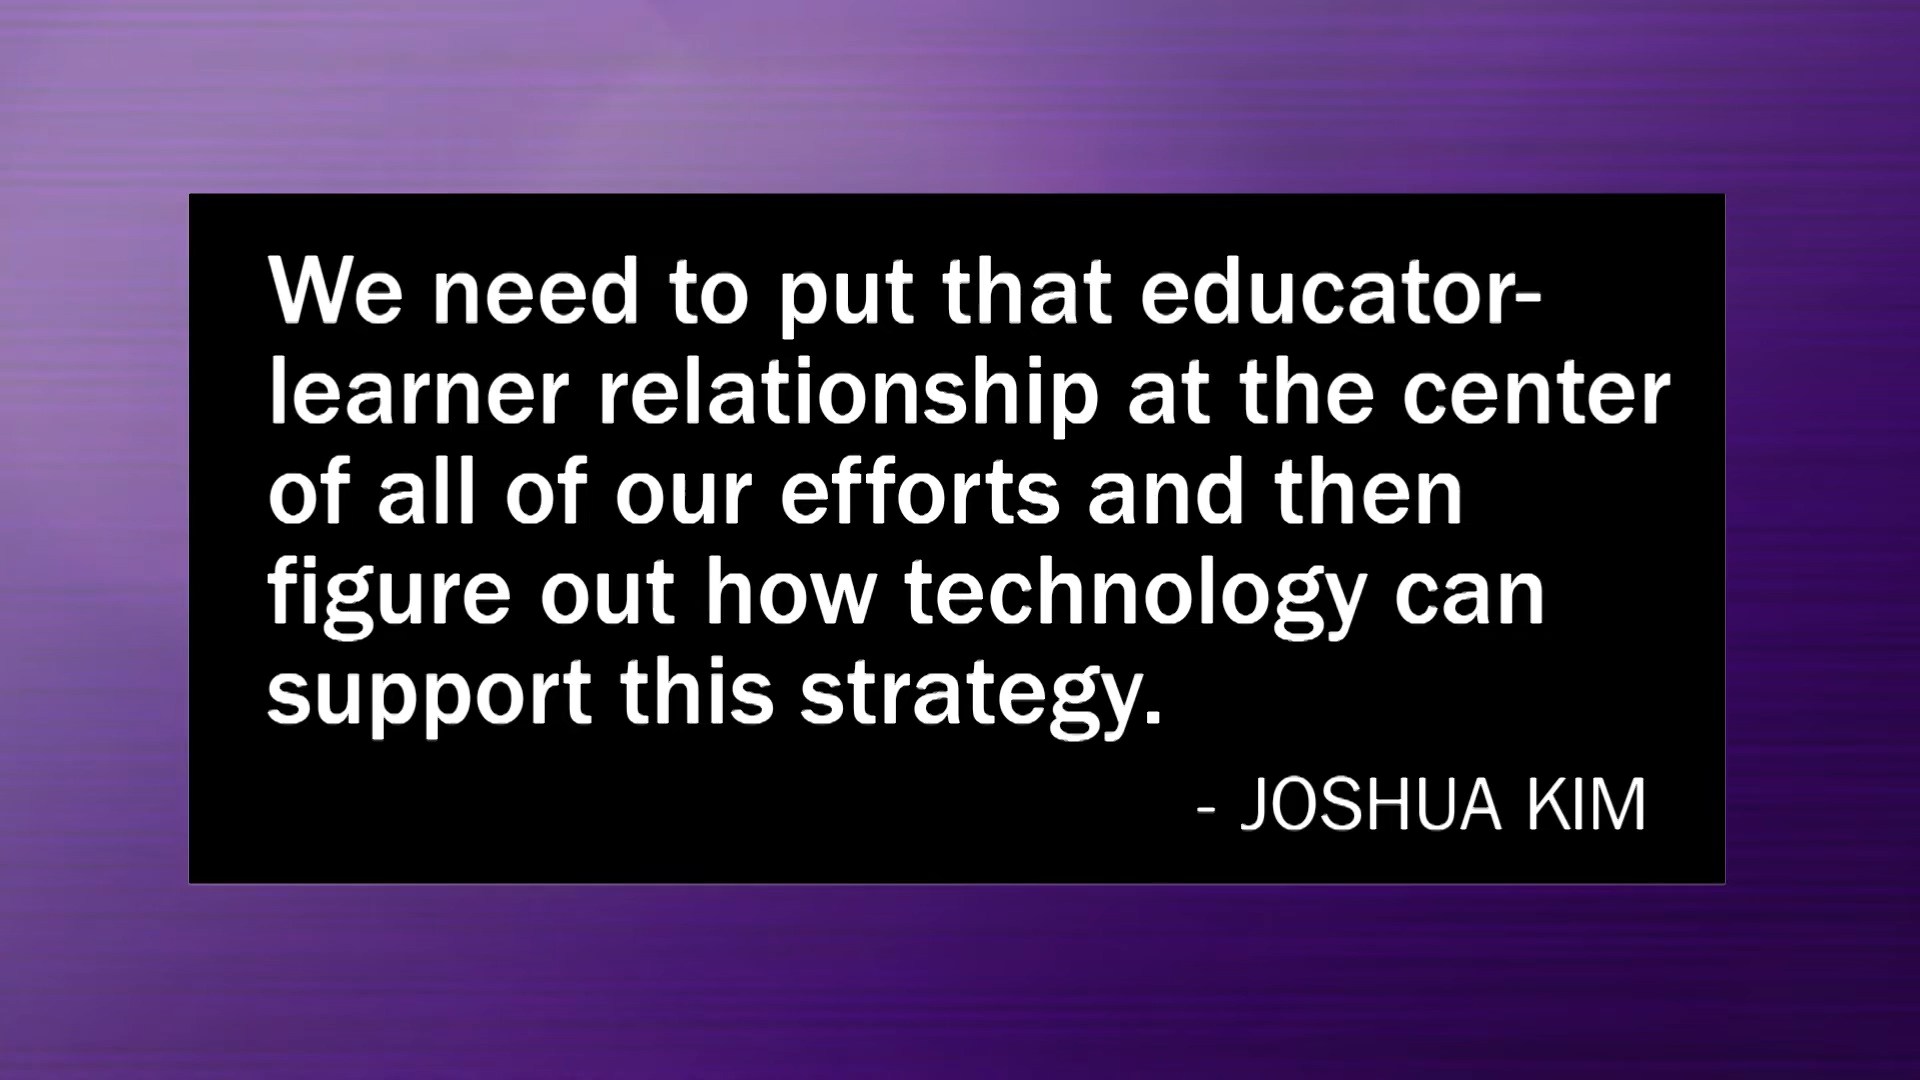 We need to put that educator-
learner relationship at the center
of all of our efforts and then
figure out how technology can
support this strategy.
- JOSHUA KIM